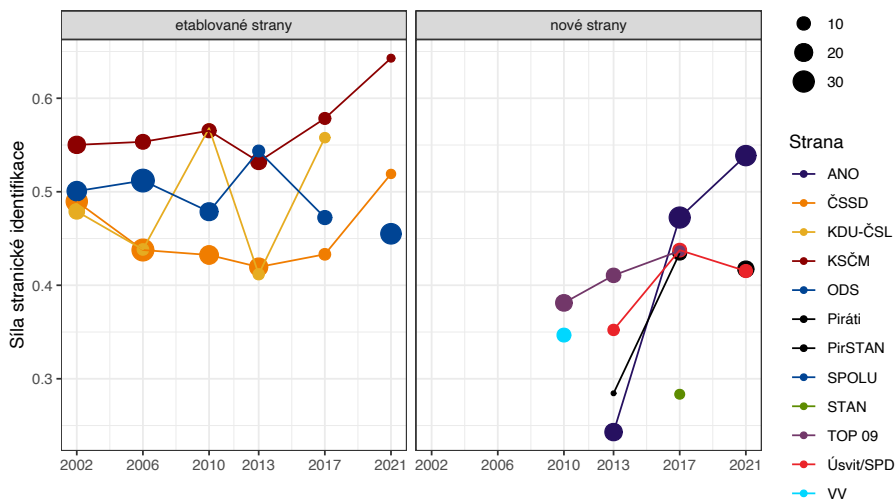 etablované strany
nové strany
Síla stranické identifikace
0.6
0.5
0.4
0.3
2002 2006 2010 2013 2017 2021
2002 2006 2010 2013 2017 2021
10
20
30
Strana
ANO
ČSSD
KDU-ČSL
KSČM
ODS
Piráti
PirSTAN
SPOLU
STAN
TOP 09
Úsvit/SPD
VV